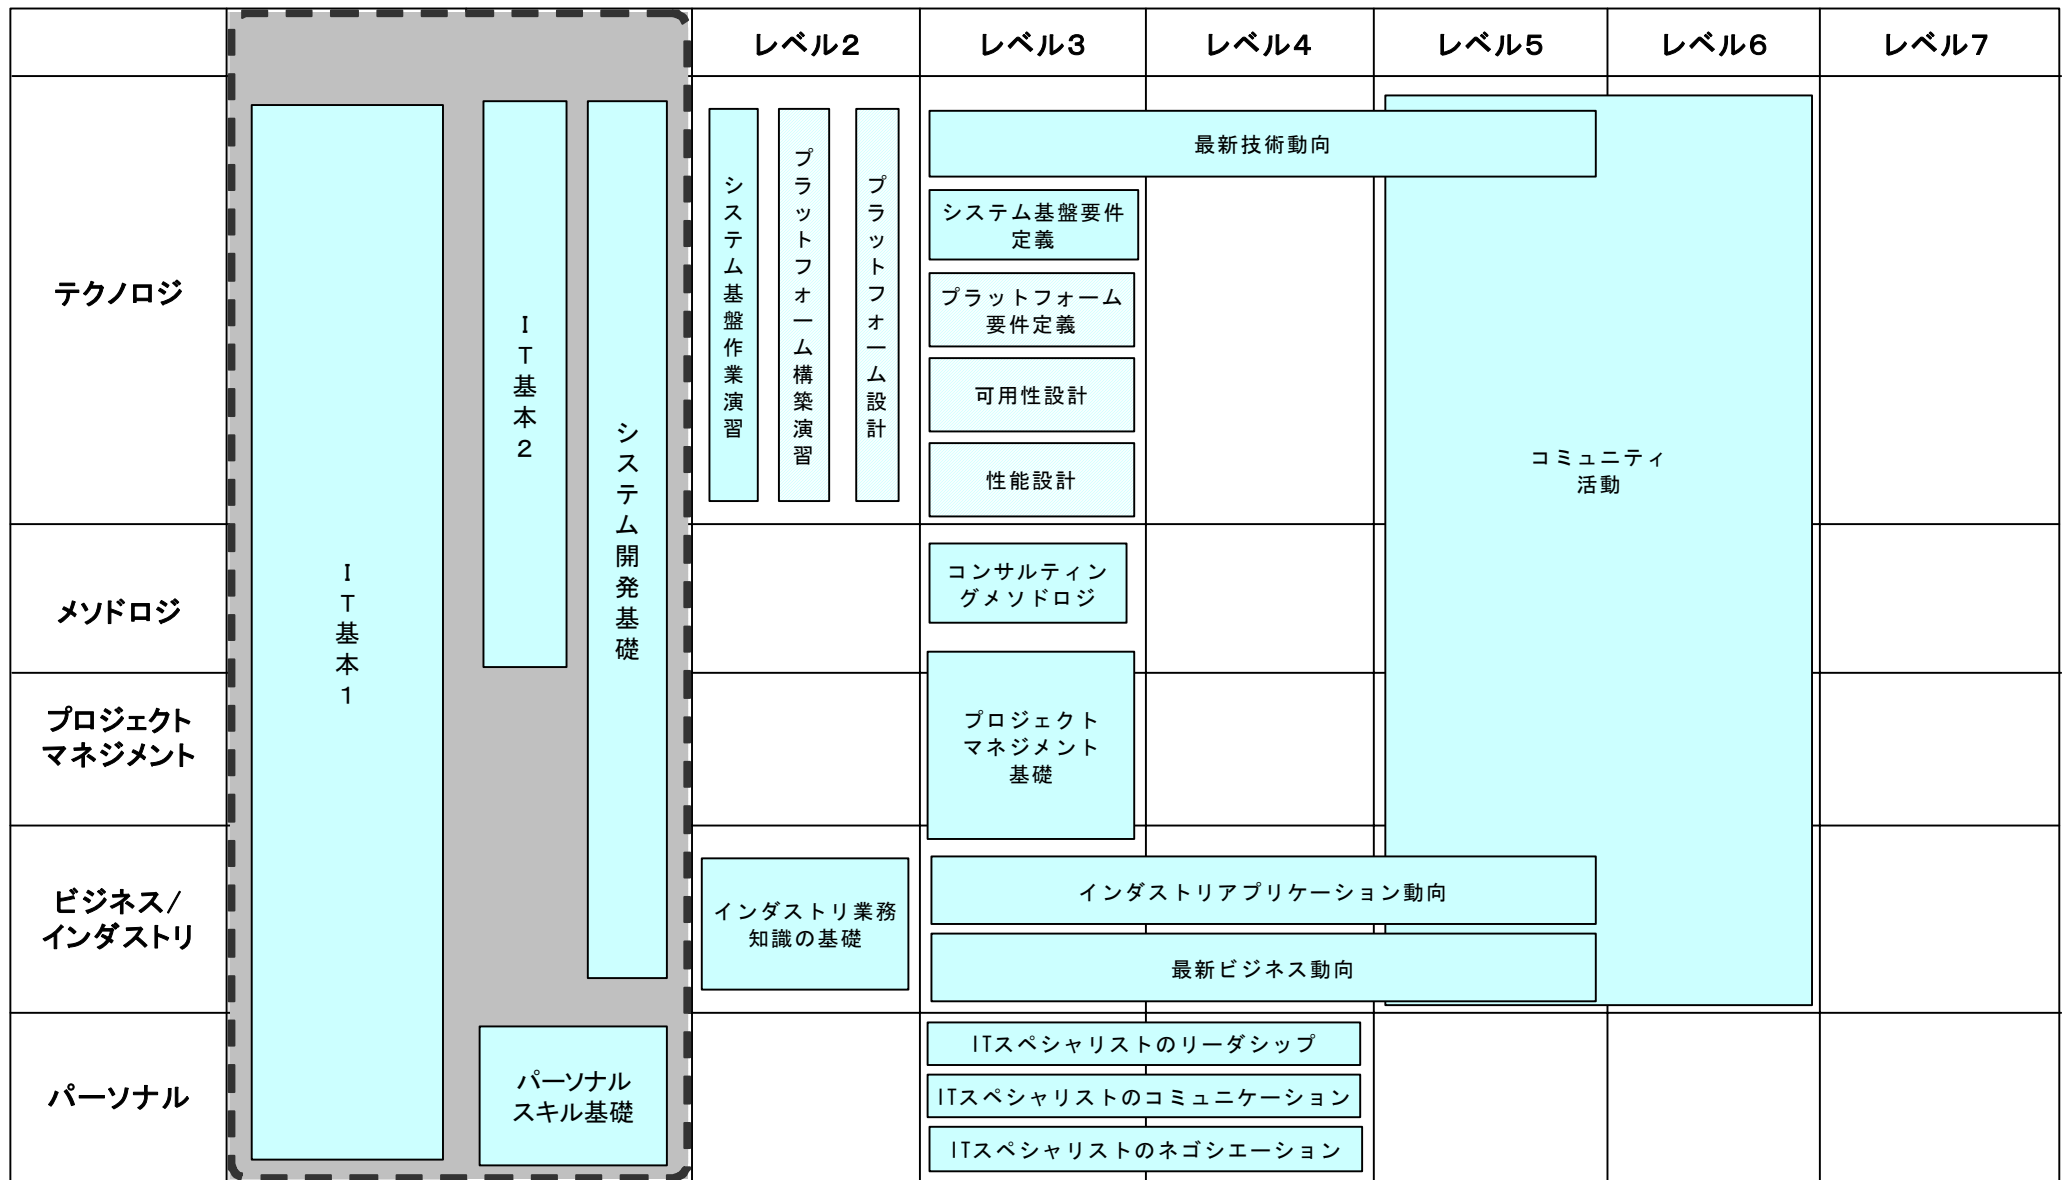 レベル2
レベル3
レベル4
レベル5
レベル6
レベル7
テクノロジ
IT基本1
IT基本2
システム開発基礎
システム基盤作業演習
プラットフォーム構築演習
プラットフォーム設計
最新技術動向
システム基盤要件
定義
プラットフォーム
要件定義
可用性設計
性能設計
コミュニティ
活動
メソドロジ
コンサルティン
グメソドロジ
プロジェクト
マネジメント
プロジェクト
マネジメント
基礎
ビジネス/
インダストリ
インダストリ業務
知識の基礎
インダストリアプリケーション動向
最新ビジネス動向
パーソナル
パーソナル
スキル基礎
ITスペシャリストのリーダシップ
ITスペシャリストのコミュニケーション
ITスペシャリストのネゴシエーション